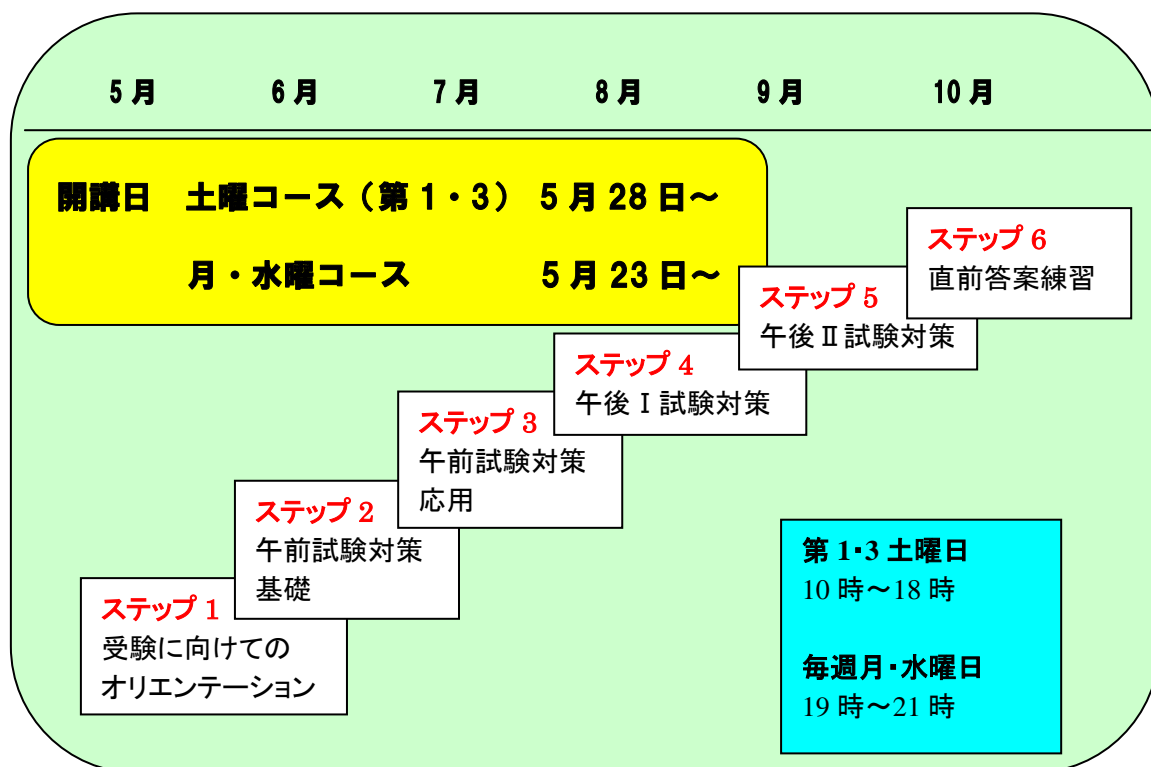 5月 6月 7月 8月 9月 10月
開講日 土曜コース（第1・3） 5月28日～
月・水曜コース 5月23日～
ステップ6
直前答案練習
ステップ5
午後Ⅱ試験対策
ステップ4
午後Ⅰ試験対策
ステップ3
午前試験対策
応用
ステップ2
午前試験対策
基礎
ステップ1
受験に向けての
オリエンテーション
第1・3土曜日
10時～18時
毎週月・水曜日
19時～21時